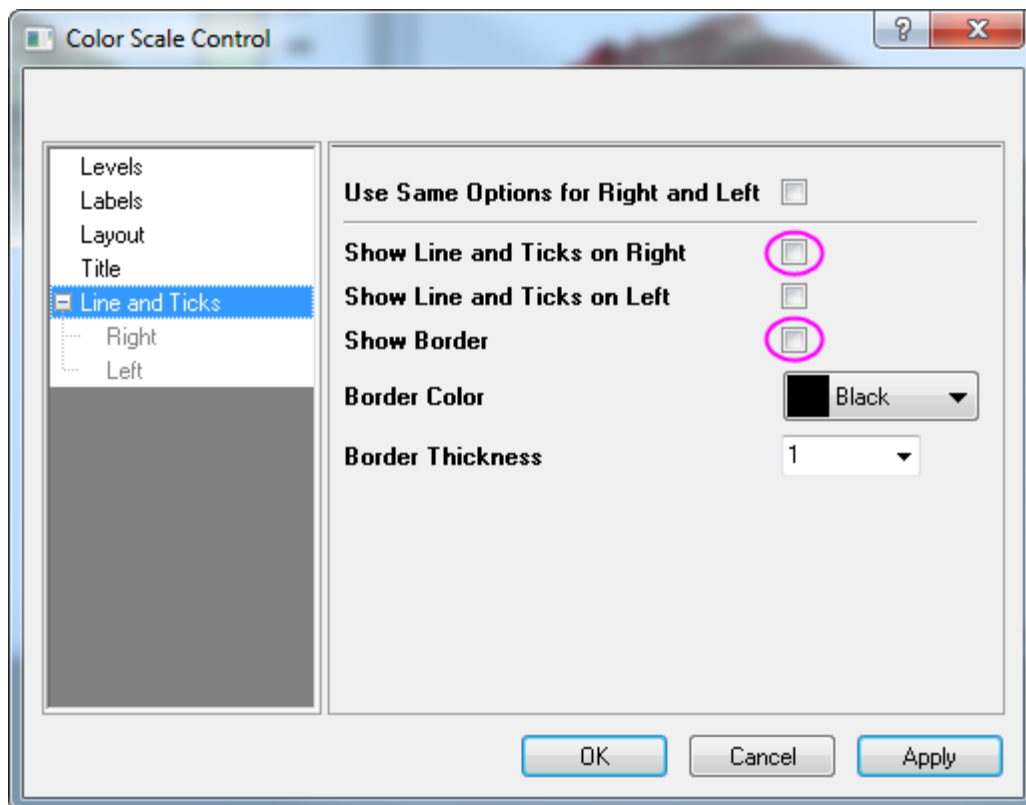 Color Scale Control
Levels
Labels
Layout
Title
Line and Ticks
Right
Left
Use Same Options for Right and Left
Show Line and Ticks on Right
Show Line and Ticks on Left
Show Border
Border Color Black
Border Thickness 1
OK Cancel Apply